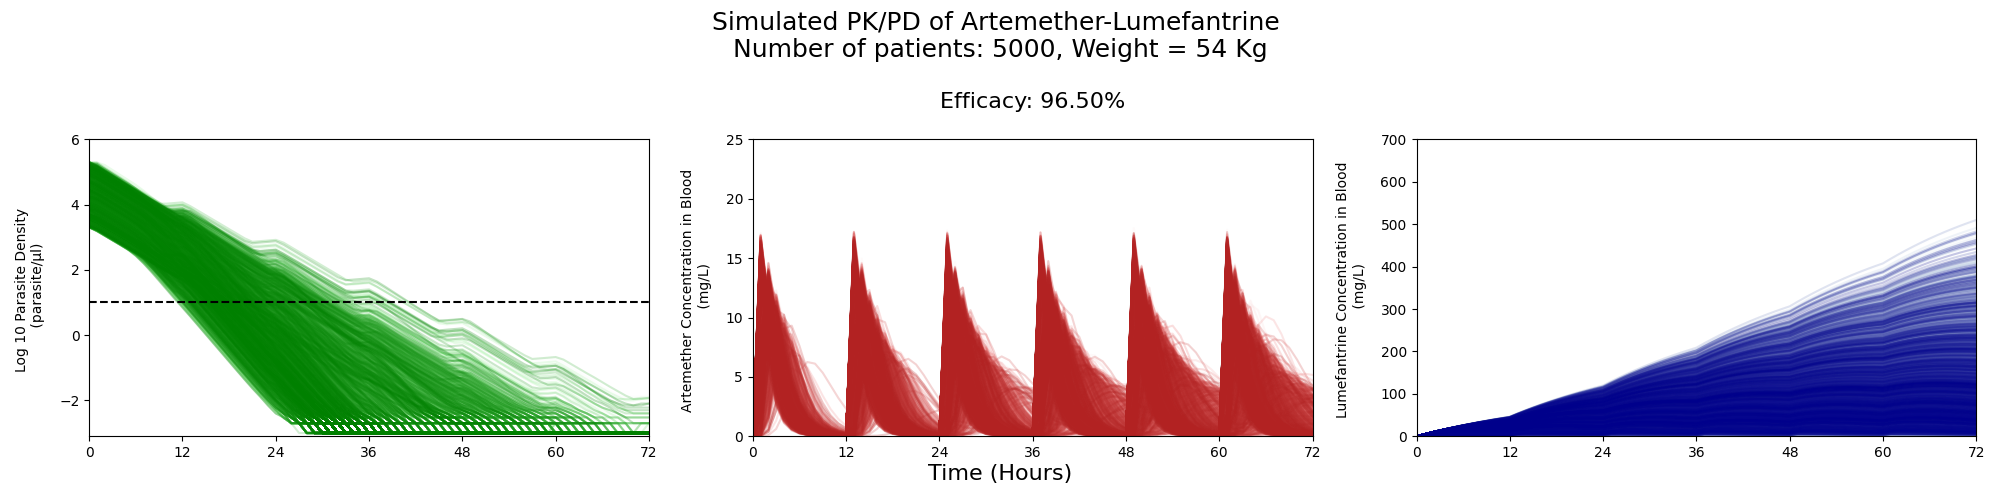 Simulated PK/PD of Artemether-Lumefantrine
Number of patients: 5000, Weight = 54 Kg
Efficacy: 96.50%
Log 10 Parasite Density
(parasite/µl)
6
4
2
0
−2
0 12 24 36 48 60 72
Artemether Concentration in Blood
(mg/L)
25
20
15
10
5
0
0 12 24 36 48 60 72
Lumefantrine Concentration in Blood
(mg/L)
700
600
500
400
300
200
100
0
0 12 24 36 48 60 72
Time (Hours)